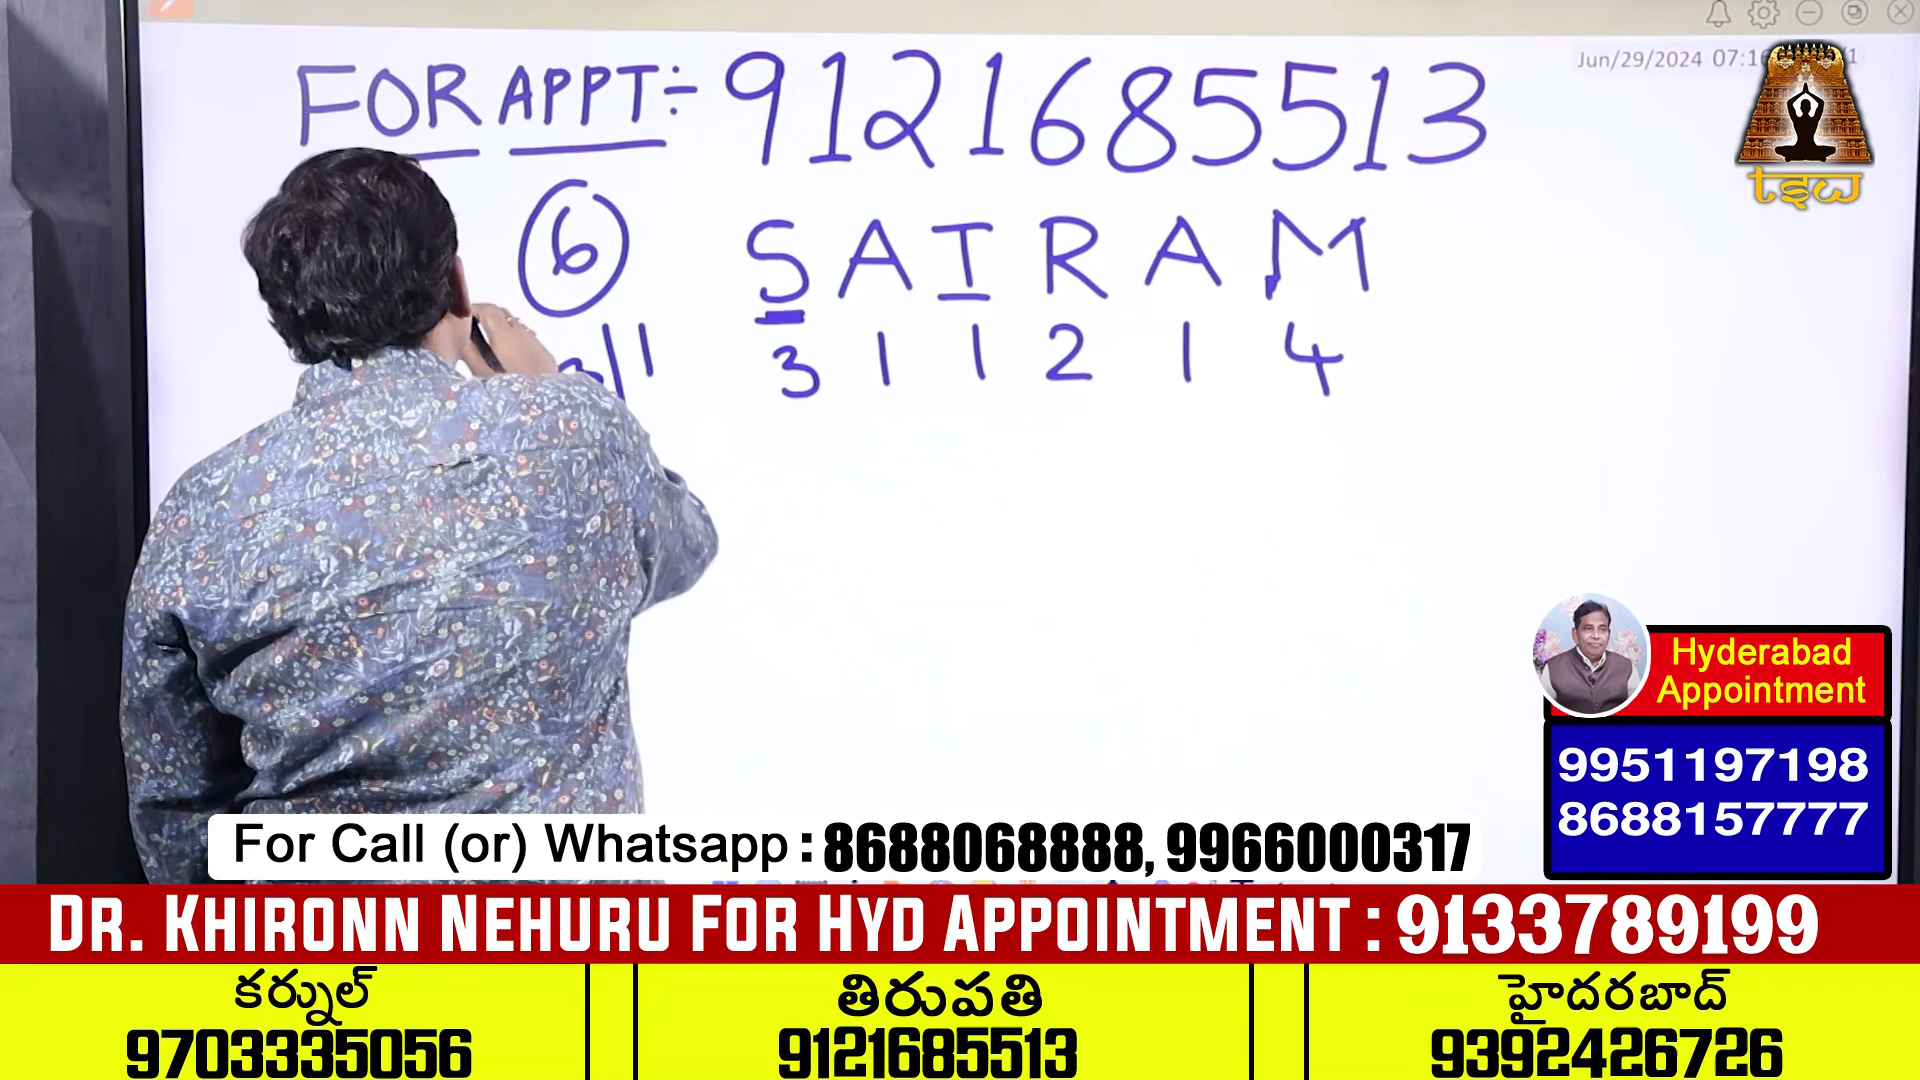 Jun/29/2024 07:16
FOR APPT:- 9121685513
tsw
6 SAIRAM
3 1 1 2 1 4
Hyderabad
Appointment
9951197198
8688157777
For Call (or) Whatsapp : 8688068888, 9966000317
Dr. Khironn Nehuru For Hyd Appointment : 9133789199
కర్నుల్
9703335056
తిరుపతి
9121685513
హైదరబాద్
9392426726